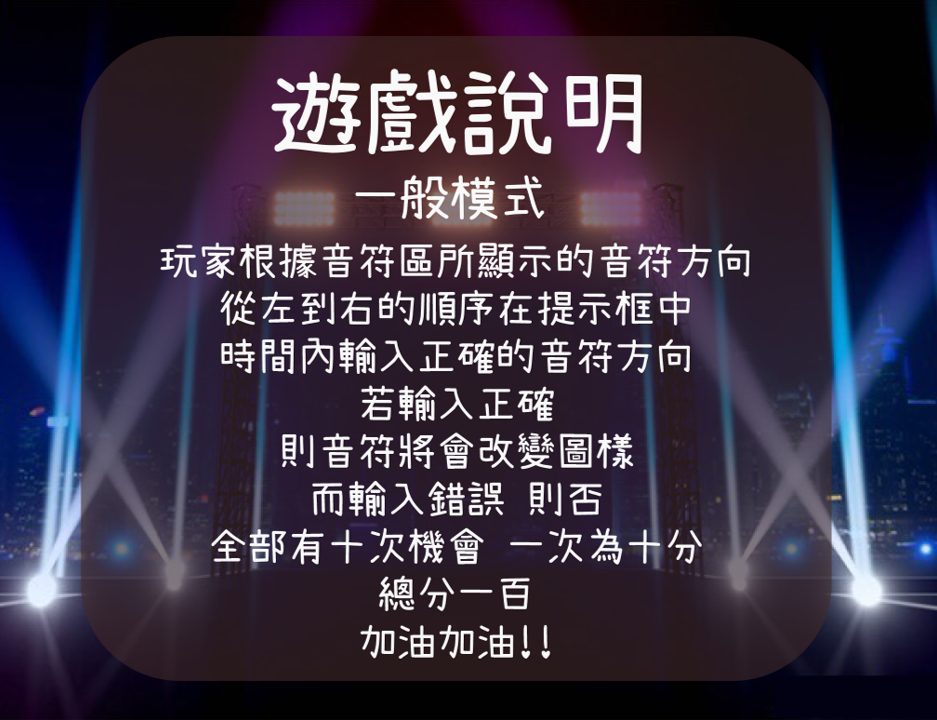 遊戲說明
一般模式
玩家根據音符區所顯示的音符方向
從左到右的順序在提示框中
時間內輸入正確的音符方向
若輸入正確
則音符將會改變圖樣
而輸入錯誤 則否
全部有十次機會 一次為十分
總分一百
加油加油!!